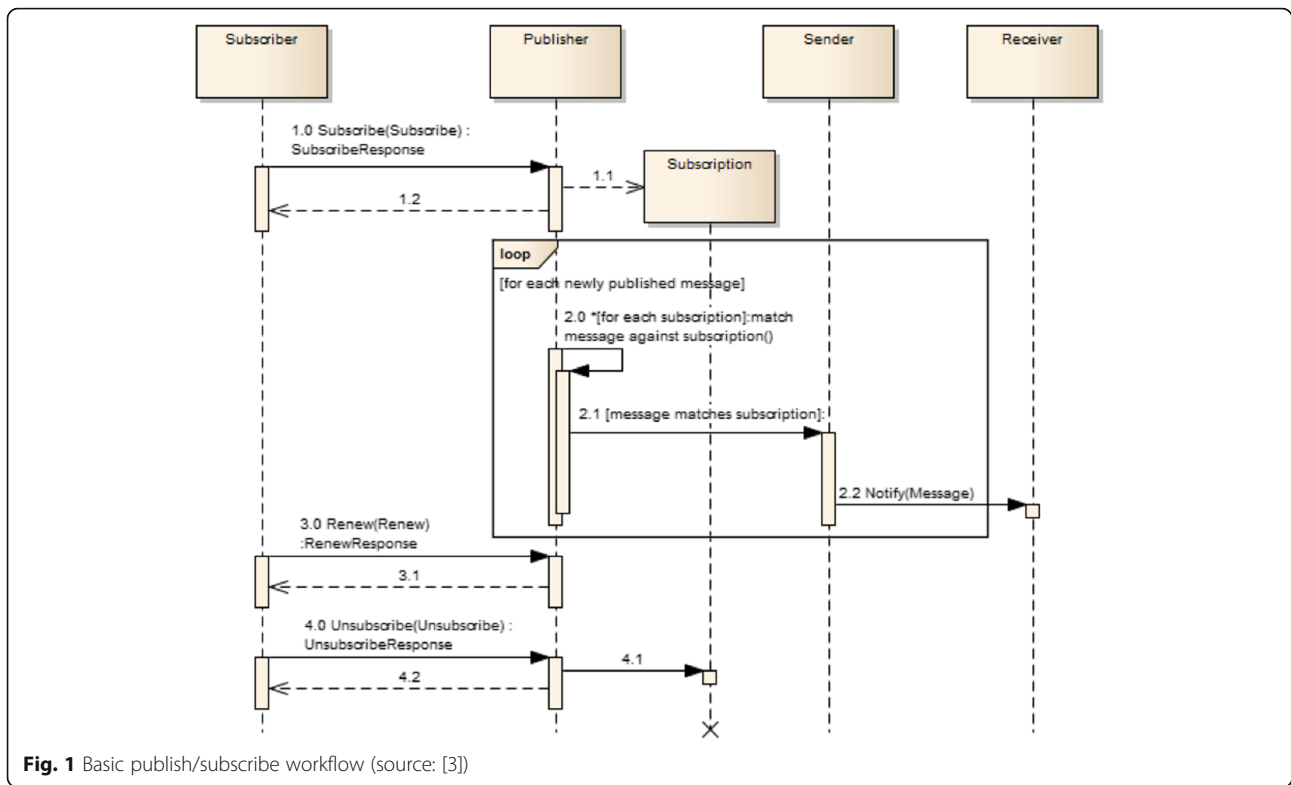 Subscriber
Publisher
Sender
Receiver
1.0 Subscribe(Subscribe) :
SubscribeResponse
Subscription
1.1
1.2
loop
[for each newly published message]
2.0 *[for each subscription]:match
message against subscription()
2.1 [message matches subscription]:
2.2 Notify(Message)
3.0 Renew(Renew)
:RenewResponse
3.1
4.0 Unsubscribe(Unsubscribe) :
UnsubscribeResponse
4.1
4.2
Fig. 1 Basic publish/subscribe workflow (source: [3])